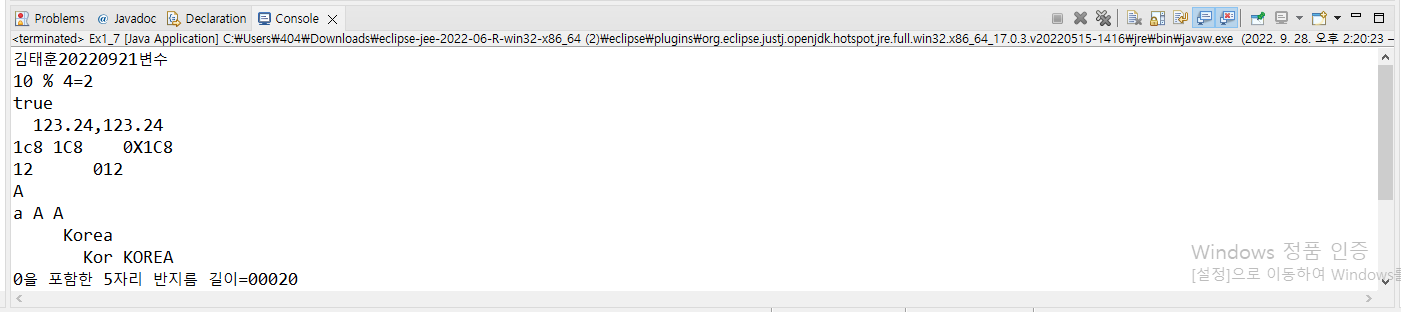 Problems @ Javadoc Declaration Console
<terminated> Ex1_7 [Java Application] C:₩Users₩404₩Downloads₩eclipse-jee-2022-06-R-win32-x86_64 (2)₩eclipse₩plugins₩org.eclipse.justj.openjdk.hotspot.jre.full.win32.x86_64_17.0.3.v20220515-1416₩jre₩bin₩javaw.exe (2022. 9. 28. 오후 2:20:23 –
김태훈20220921변수
10 % 4=2
true
  123.24,123.24
1c8 1C8    0X1C8
12      012
A
a A A
     Korea
       Kor KOREA
0을 포함한 5자리 반지름 길이=00020
Windows 정품 인증
[설정]으로 이동하여 Windows를